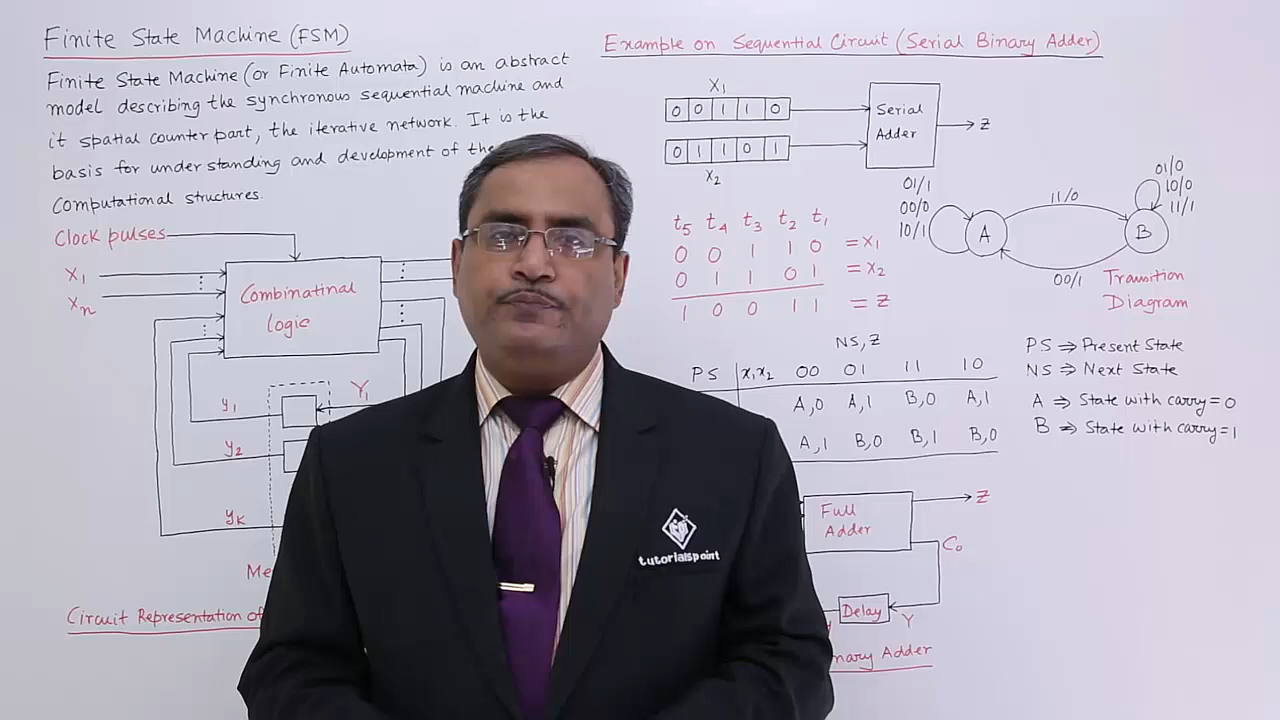 Finite State Machine (FSM)
Finite State Machine (or Finite Automata) is an abstract
model describing the synchronous sequential machine and
it spatial counter part, the iterative network. It is the
basis for understanding and development of the
Computational structures.
Clock pulses
X1
Xn
Combinatinal
logic
Y1
y1
y2
yK
Me
Circuit Representation of
Example on Sequential Circuit (Serial Binary Adder)
X1
0 0 1 1 0
0 1 1 0 1
X2
Serial
Adder
Z
t5 t4 t3 t2 t1
0 0 1 1 0 = X1
0 1 1 0 1 = X2
1 0 0 1 1 = Z
01/1
00/0
10/1
A
11/0
00/1
B
01/0
10/0
11/1
Transition
Diagram
NS, Z
PS x1x2 00 01 11 10
A,0 A,1 B,0 A,1
A,1 B,0 B,1 B,0
PS ⇒ Present State
NS ⇒ Next State
A ⇒ State with carry = 0
B ⇒ State with carry = 1
Full
Adder
Z
C0
Delay
Y
nary Adder
tutorialspoint